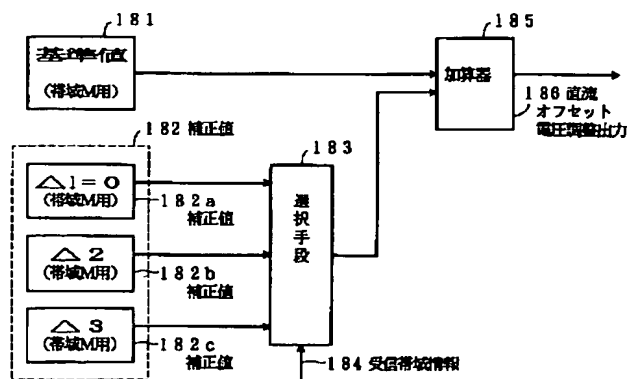 181
基準値
(帯域M用)
185
加算器
186 直流
オフセット
電圧調整出力
182 補正値
183
△1=0
(帯域M用)
182a
補正値
選択手段
△2
(帯域M用)
182b
補正値
△3
(帯域M用)
182c
補正値
184 受信帯域情報